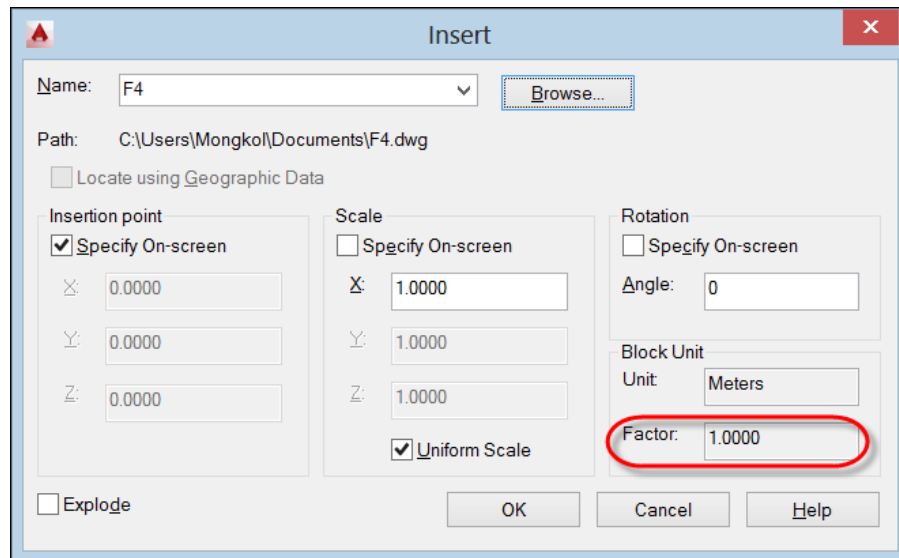 Insert
Name: F4 Browse...
Path: C:\Users\Mongkol\Documents\F4.dwg
Locate using Geographic Data
Insertion point
Specify On-screen
X: 0.0000
Y: 0.0000
Z: 0.0000
Scale
Specify On-screen
X: 1.0000
Y: 1.0000
Z: 1.0000
Uniform Scale
Rotation
Specify On-screen
Angle: 0
Block Unit
Unit: Meters
Factor: 1.0000
Explode
OK Cancel Help